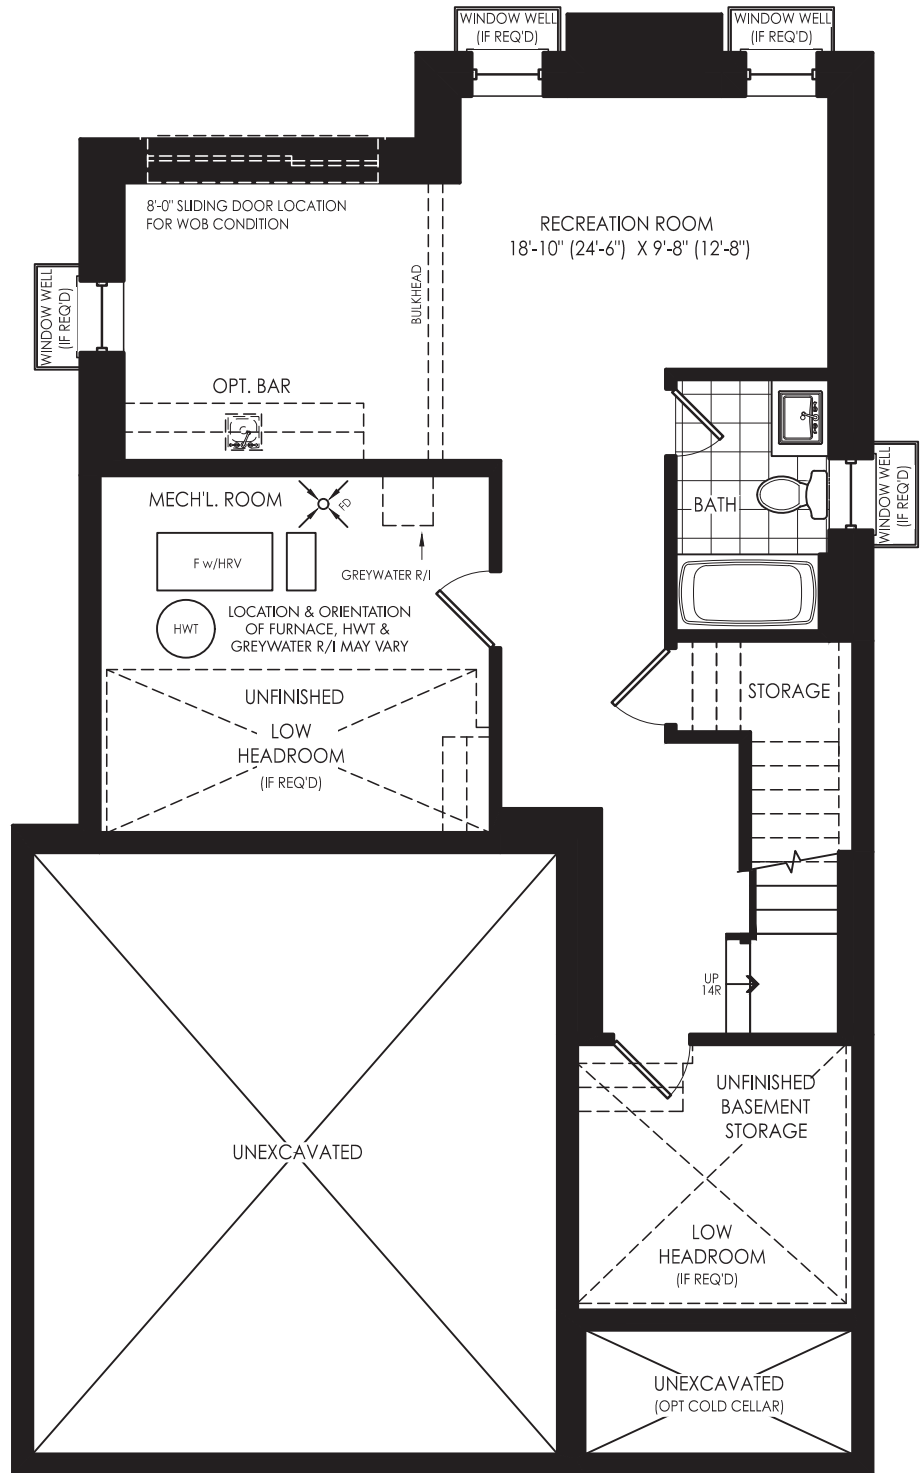 WINDOW WELL
(IF REQ'D)
WINDOW WELL
(IF REQ'D)
8'-0" SLIDING DOOR LOCATION
FOR WOB CONDITION
RECREATION ROOM
18'-10" (24'-6") X 9'-8" (12'-8")
WINDOW WELL
(IF REQ'D)
BULKHEAD
OPT. BAR
WINDOW WELL
(IF REQ'D)
MECH'L. ROOM
FD
BATH
F w/HRV
GREYWATER R/I
HWT
LOCATION & ORIENTATION
OF FURNACE, HWT &
GREYWATER R/I MAY VARY
UNFINISHED
LOW
HEADROOM
(IF REQ'D)
STORAGE
UP
14R
UNFINISHED
BASEMENT
STORAGE
UNEXCAVATED
LOW
HEADROOM
(IF REQ'D)
UNEXCAVATED
(OPT COLD CELLAR)